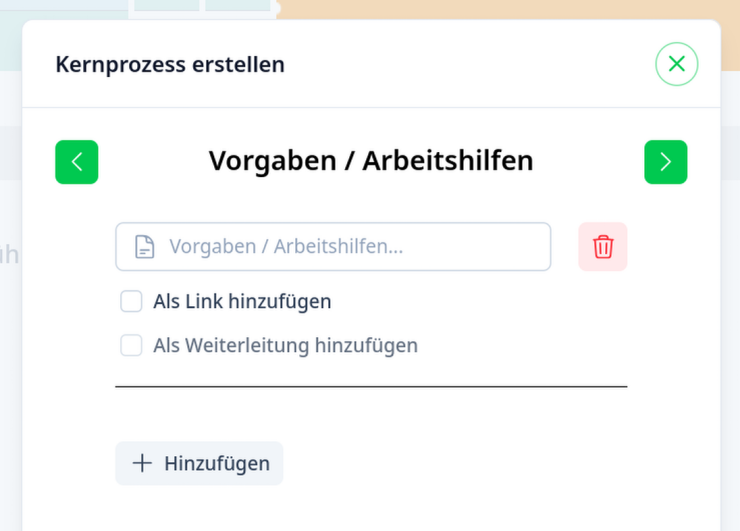 Kernprozess erstellen
Vorgaben / Arbeitshilfen
Vorgaben / Arbeitshilfen...
Als Link hinzufügen
Als Weiterleitung hinzufügen
Hinzufügen